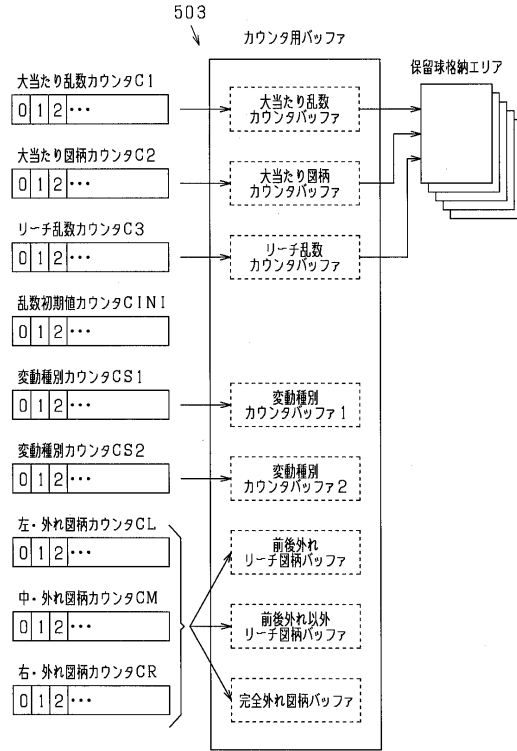 503
カウンタ用バッファ
保留球格納エリア
大当たり乱数カウンタC1
0 1 2 ･･･
大当たり乱数
カウンタバッファ
大当たり図柄カウンタC2
0 1 2 ･･･
大当たり図柄
カウンタバッファ
リーチ乱数カウンタC3
0 1 2 ･･･
リーチ乱数
カウンタバッファ
乱数初期値カウンタCINI
0 1 2 ･･･
変動種別カウンタCS1
0 1 2 ･･･
変動種別
カウンタバッファ1
変動種別カウンタCS2
0 1 2 ･･･
変動種別
カウンタバッファ2
左・外れ図柄カウンタCL
0 1 2 ･･･
前後外れ
リーチ図柄バッファ
中・外れ図柄カウンタCM
0 1 2 ･･･
前後外れ以外
リーチ図柄バッファ
右・外れ図柄カウンタCR
0 1 2 ･･･
完全外れ図柄バッファ